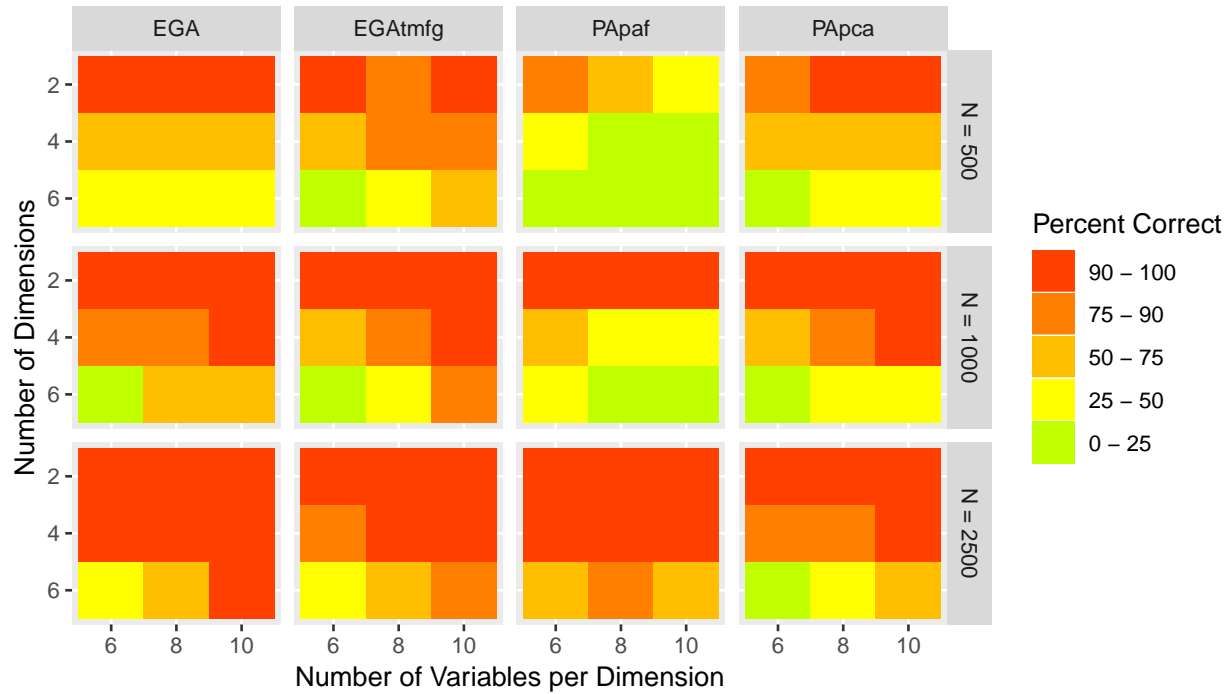 EGA EGAtmfg PApaf PApca
Number of Dimensions
2
4
6
N = 500
2
4
6
N = 1000
2
4
6
N = 2500
6 8 10 6 8 10 6 8 10 6 8 10
Number of Variables per Dimension
Percent Correct
90 − 100
75 − 90
50 − 75
25 − 50
0 − 25